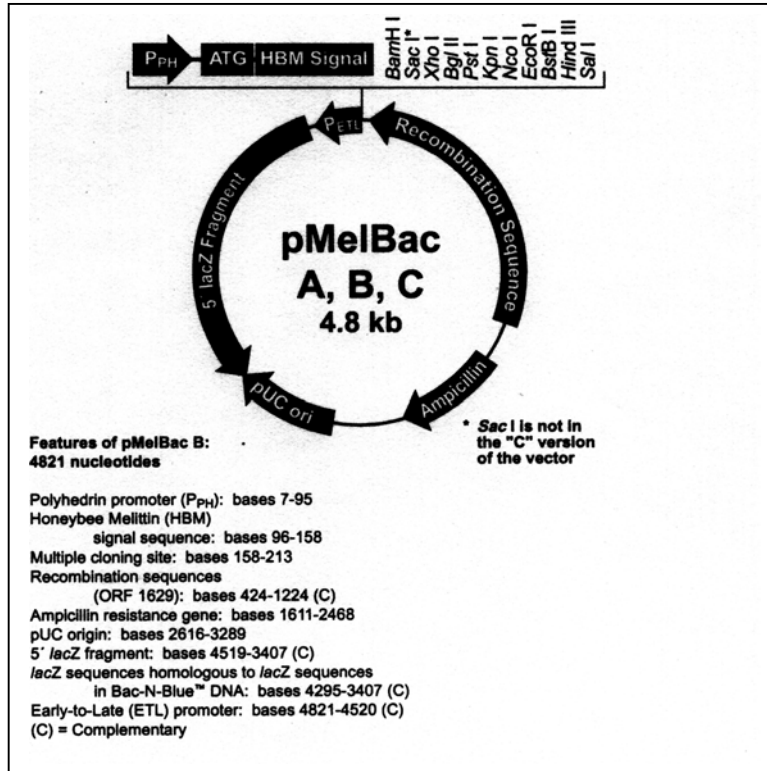 P_PH ATG HBM Signal
BamH I
Sac I*
Xho I
Bgl II
Pst I
Kpn I
Nco I
EcoR I
BstB I
Hind III
Sal I
P_ETL
Recombination Sequence
5´ lacZ Fragment
pMelBac
A, B, C
4.8 kb
Ampicillin
pUC ori
* Sac I is not in
the "C" version
of the vector
Features of pMelBac B:
4821 nucleotides
Polyhedrin promoter (PPH): bases 7-95
Honeybee Melittin (HBM)
signal sequence: bases 96-158
Multiple cloning site: bases 158-213
Recombination sequences
(ORF 1629): bases 424-1224 (C)
Ampicillin resistance gene: bases 1611-2468
pUC origin: bases 2616-3289
5´ lacZ fragment: bases 4519-3407 (C)
lacZ sequences homologous to lacZ sequences
in Bac-N-Blue™ DNA: bases 4295-3407 (C)
Early-to-Late (ETL) promoter: bases 4821-4520 (C)
(C) = Complementary